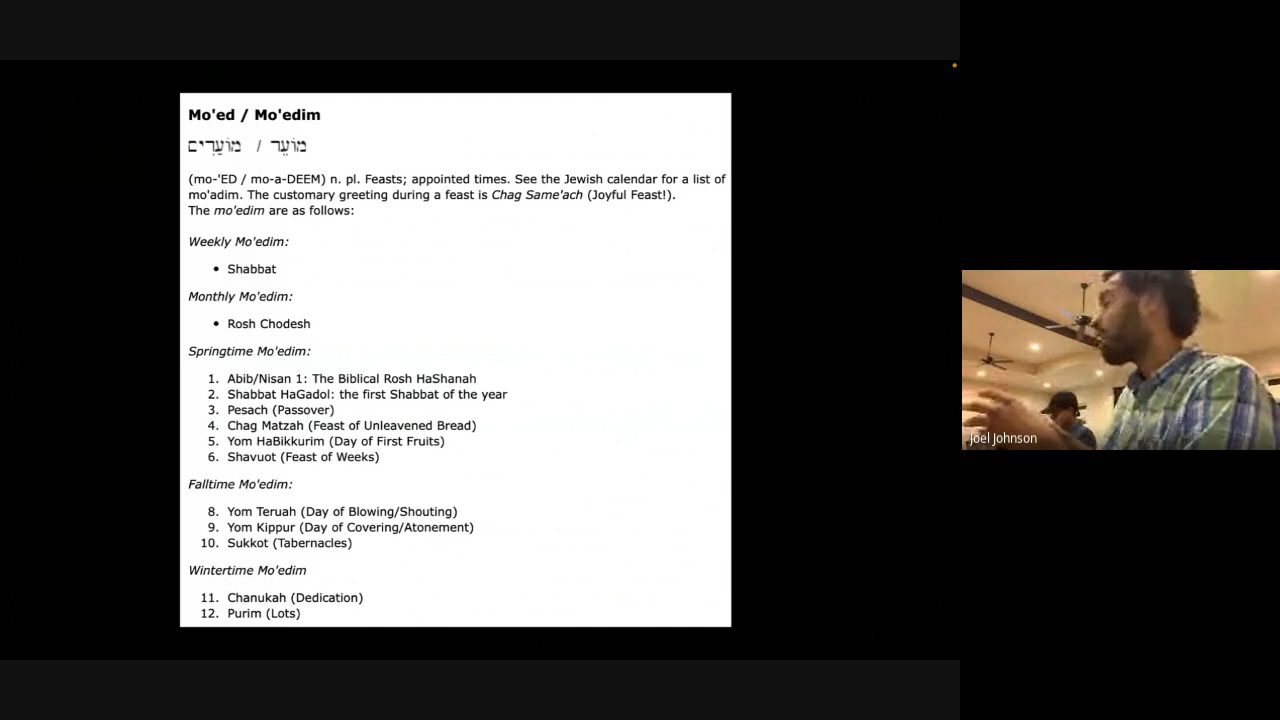 Mo'ed / Mo'edim
מוֹעֵד / מוֹעֲדִים
(mo-'ED / mo-a-DEEM) n. pl. Feasts; appointed times. See the Jewish calendar for a list of
mo'adim. The customary greeting during a feast is Chag Same'ach (Joyful Feast!).
The mo'edim are as follows:
Weekly Mo'edim:
• Shabbat
Monthly Mo'edim:
• Rosh Chodesh
Springtime Mo'edim:
1. Abib/Nisan 1: The Biblical Rosh HaShanah
2. Shabbat HaGadol: the first Shabbat of the year
3. Pesach (Passover)
4. Chag Matzah (Feast of Unleavened Bread)
5. Yom HaBikkurim (Day of First Fruits)
6. Shavuot (Feast of Weeks)
Falltime Mo'edim:
8. Yom Teruah (Day of Blowing/Shouting)
9. Yom Kippur (Day of Covering/Atonement)
10. Sukkot (Tabernacles)
Wintertime Mo'edim
11. Chanukah (Dedication)
12. Purim (Lots)
Joel Johnson